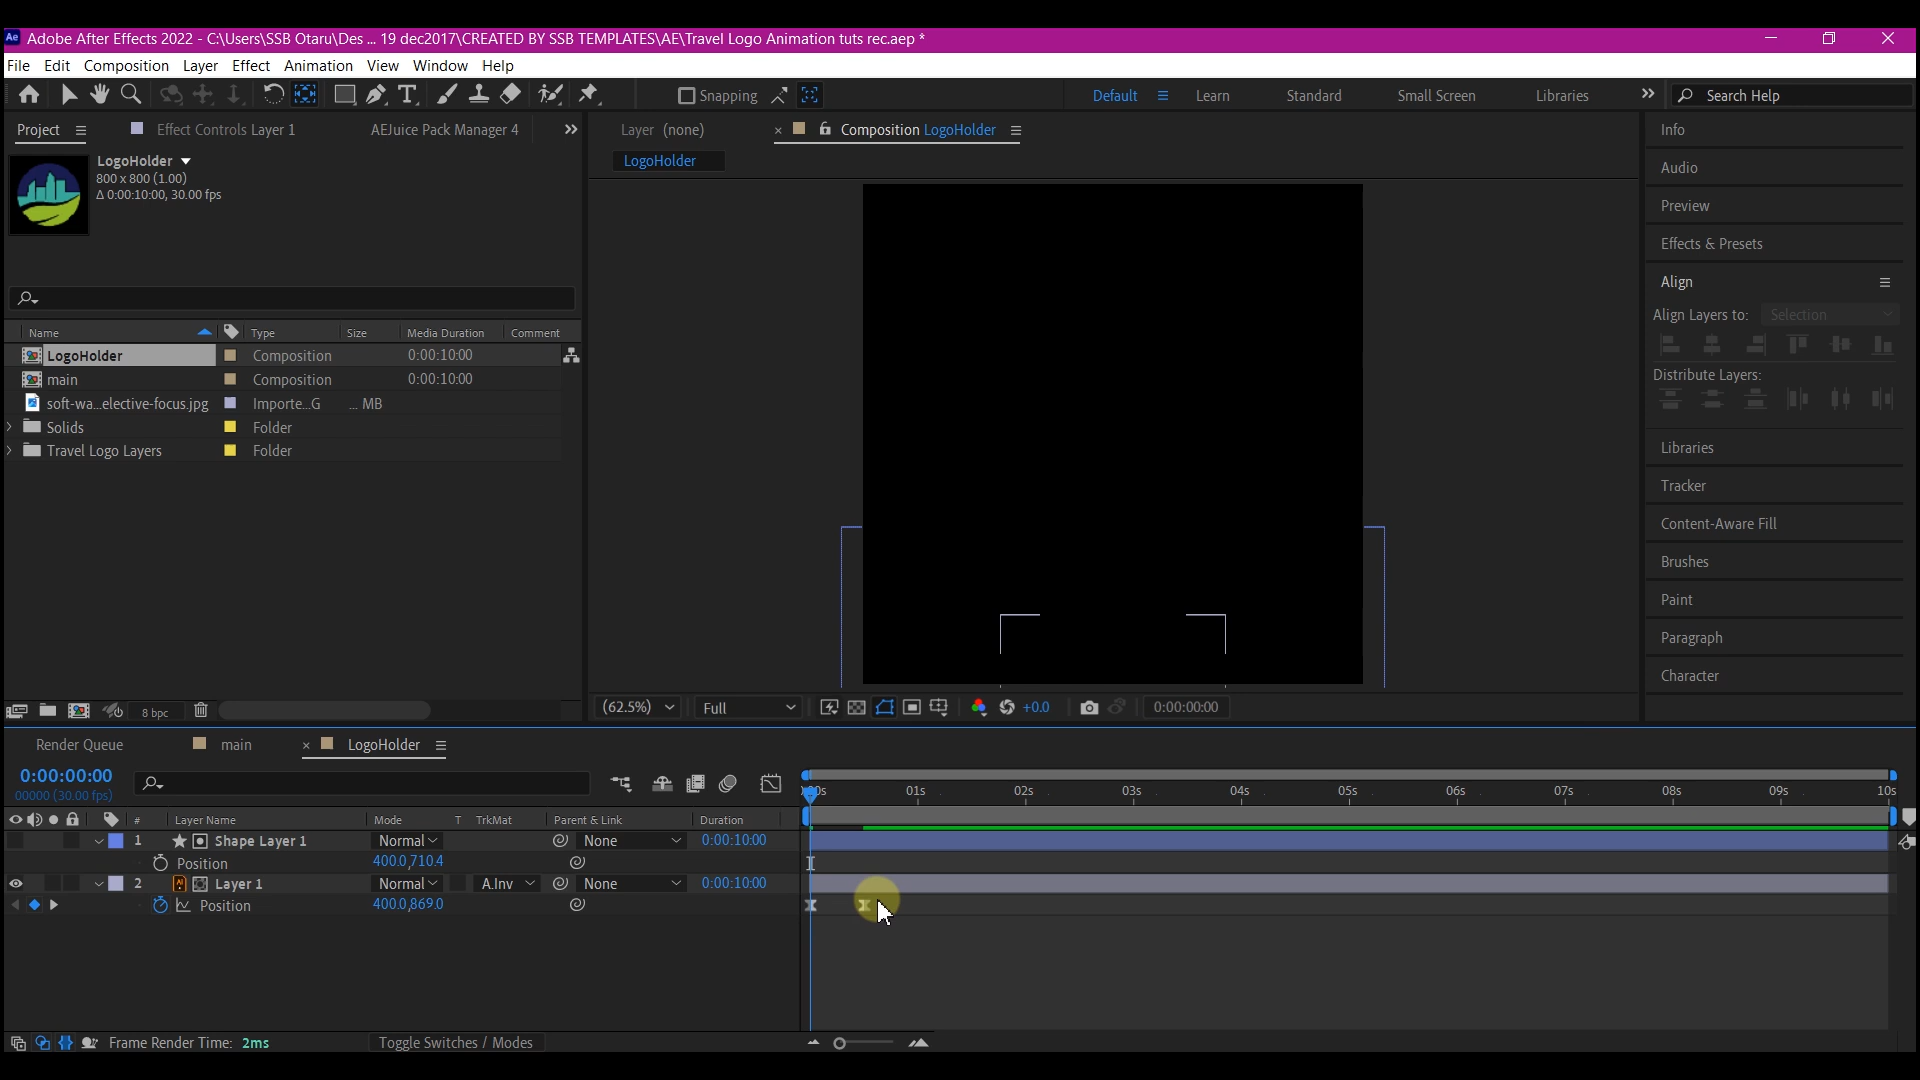 Ae Adobe After Effects 2022 - C:\Users\SSB Otaru\Des ... 19 dec2017\CREATED BY SSB TEMPLATES\AE\Travel Logo Animation tuts rec.aep *
File Edit Composition Layer Effect Animation View Window Help
Snapping
Default Learn Standard Small Screen Libraries Search Help
Project Effect Controls Layer 1 AEJuice Pack Manager 4
Layer (none) Composition LogoHolder
Info
LogoHolder
800 x 800 (1.00)
Δ 0:00:10:00, 30.00 fps
LogoHolder
Audio
Preview
Effects & Presets
Align
Align Layers to: Selection
Distribute Layers:
Libraries
Tracker
Content-Aware Fill
Brushes
Paint
Paragraph
Character
Name Type Size Media Duration Comment
LogoHolder Composition 0:00:10:00
main Composition 0:00:10:00
soft-wa...elective-focus.jpg Importe...G ... MB
Solids Folder
Travel Logo Layers Folder
8 bpc
(62.5%) Full +0.0 0:00:00:00
Render Queue main LogoHolder
0:00:00:00
00000 (30.00 fps)
01s 02s 03s 04s 05s 06s 07s 08s 09s 10s
# Layer Name Mode T TrkMat Parent & Link Duration
1 Shape Layer 1 Normal None 0:00:10:00
Position 400.0,710.4
2 Layer 1 Normal A.Inv None 0:00:10:00
Position 400.0,869.0
Frame Render Time: 2ms Toggle Switches / Modes